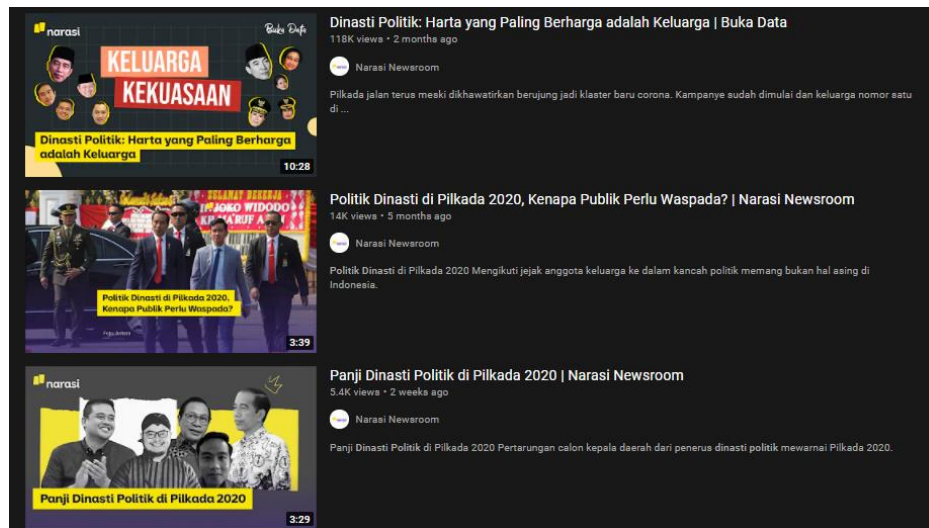 narasi
Buka Data
KELUARGA
KEKUASAAN
Dinasti Politik: Harta yang Paling Berharga
adalah Keluarga
10:28
Dinasti Politik: Harta yang Paling Berharga adalah Keluarga | Buka Data
118K views • 2 months ago
Narasi Newsroom
Pilkada jalan terus meski dikhawatirkan berujung jadi klaster baru corona. Kampanye sudah dimulai dan keluarga nomor satu
di ...
SELAMAT BEKERJA
JOKO WIDODO
Politik Dinasti di Pilkada 2020,
Kenapa Publik Perlu Waspada?
3:39
Politik Dinasti di Pilkada 2020, Kenapa Publik Perlu Waspada? | Narasi Newsroom
14K views • 5 months ago
Narasi Newsroom
Politik Dinasti di Pilkada 2020 Mengikuti jejak anggota keluarga ke dalam kancah politik memang bukan hal asing di
Indonesia.
narasi
Panji Dinasti Politik di Pilkada 2020
3:29
Panji Dinasti Politik di Pilkada 2020 | Narasi Newsroom
5.4K views • 2 weeks ago
Narasi Newsroom
Panji Dinasti Politik di Pilkada 2020 Pertarungan calon kepala daerah dari penerus dinasti politik mewarnai Pilkada 2020.